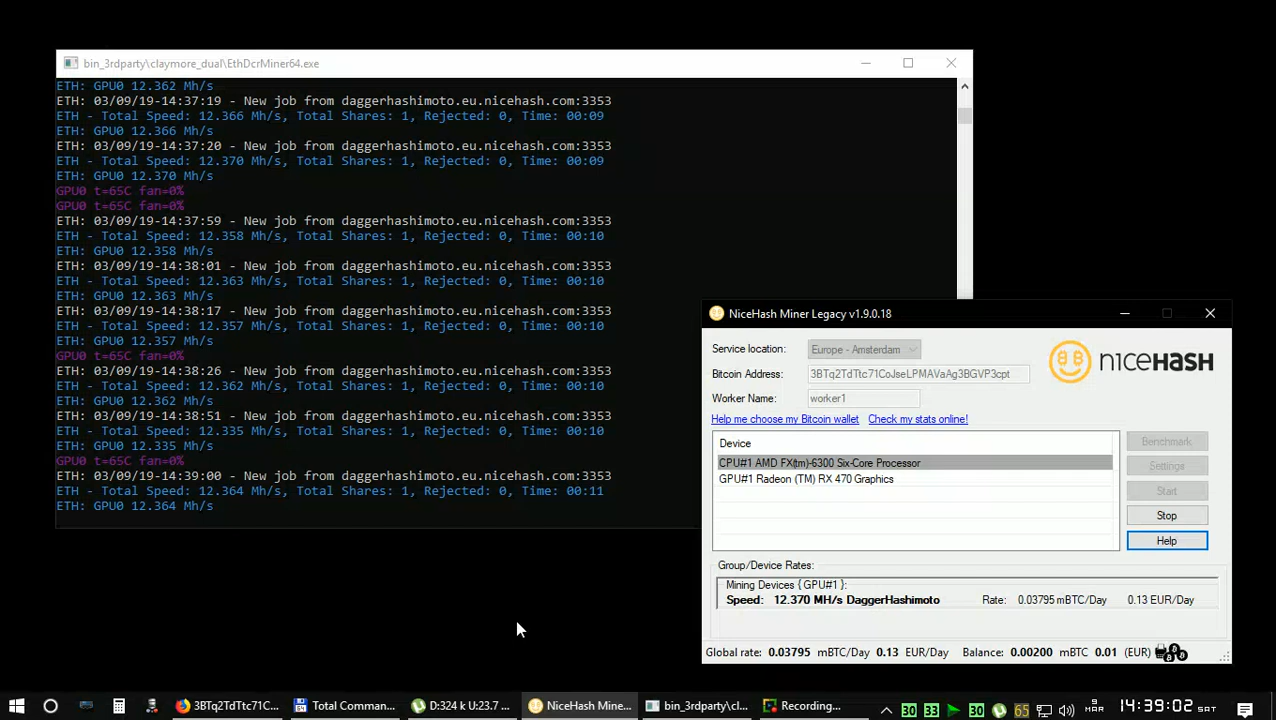 bin_3rdparty\claymore_dual\EthDcrMiner64.exe
ETH: GPU0 12.362 Mh/s
ETH: 03/09/19-14:37:19 - New job from daggerhashimoto.eu.nicehash.com:3353
ETH - Total Speed: 12.366 Mh/s, Total Shares: 1, Rejected: 0, Time: 00:09
ETH: GPU0 12.366 Mh/s
ETH: 03/09/19-14:37:20 - New job from daggerhashimoto.eu.nicehash.com:3353
ETH - Total Speed: 12.370 Mh/s, Total Shares: 1, Rejected: 0, Time: 00:09
ETH: GPU0 12.370 Mh/s
GPU0 t=65C fan=0%
GPU0 t=65C fan=0%
ETH: 03/09/19-14:37:59 - New job from daggerhashimoto.eu.nicehash.com:3353
ETH - Total Speed: 12.358 Mh/s, Total Shares: 1, Rejected: 0, Time: 00:10
ETH: GPU0 12.358 Mh/s
ETH: 03/09/19-14:38:01 - New job from daggerhashimoto.eu.nicehash.com:3353
ETH - Total Speed: 12.363 Mh/s, Total Shares: 1, Rejected: 0, Time: 00:10
ETH: GPU0 12.363 Mh/s
ETH: 03/09/19-14:38:17 - New job from daggerhashimoto.eu.nicehash.com:3353
ETH - Total Speed: 12.357 Mh/s, Total Shares: 1, Rejected: 0, Time: 00:10
ETH: GPU0 12.357 Mh/s
GPU0 t=65C fan=0%
ETH: 03/09/19-14:38:26 - New job from daggerhashimoto.eu.nicehash.com:3353
ETH - Total Speed: 12.362 Mh/s, Total Shares: 1, Rejected: 0, Time: 00:10
ETH: GPU0 12.362 Mh/s
ETH: 03/09/19-14:38:51 - New job from daggerhashimoto.eu.nicehash.com:3353
ETH - Total Speed: 12.335 Mh/s, Total Shares: 1, Rejected: 0, Time: 00:10
ETH: GPU0 12.335 Mh/s
GPU0 t=65C fan=0%
ETH: 03/09/19-14:39:00 - New job from daggerhashimoto.eu.nicehash.com:3353
ETH - Total Speed: 12.364 Mh/s, Total Shares: 1, Rejected: 0, Time: 00:11
ETH: GPU0 12.364 Mh/s
NiceHash Miner Legacy v1.9.0.18
Service location: Europe - Amsterdam
Bitcoin Address: 3BTq2TdTtc71CoJseLPMAVaAg3BGVP3cpt
Worker Name: worker1
niceHASH
Help me choose my Bitcoin wallet Check my stats online!
Device
CPU#1 AMD FX(tm)-6300 Six-Core Processor
GPU#1 Radeon (TM) RX 470 Graphics
Benchmark
Settings
Start
Stop
Help
Group/Device Rates:
Mining Devices { GPU#1 }:
Speed: 12.370 MH/s DaggerHashimoto Rate: 0.03795 mBTC/Day 0.13 EUR/Day
Global rate: 0.03795 mBTC/Day 0.13 EUR/Day Balance: 0.00200 mBTC 0.01 (EUR)
3BTq2TdTtc71C... Total Comman... D:324 k U:23.7 ... NiceHash Mine... bin_3rdparty\cl... Recording... 30 33 30 65 9 MAR 14:39:02 SAT